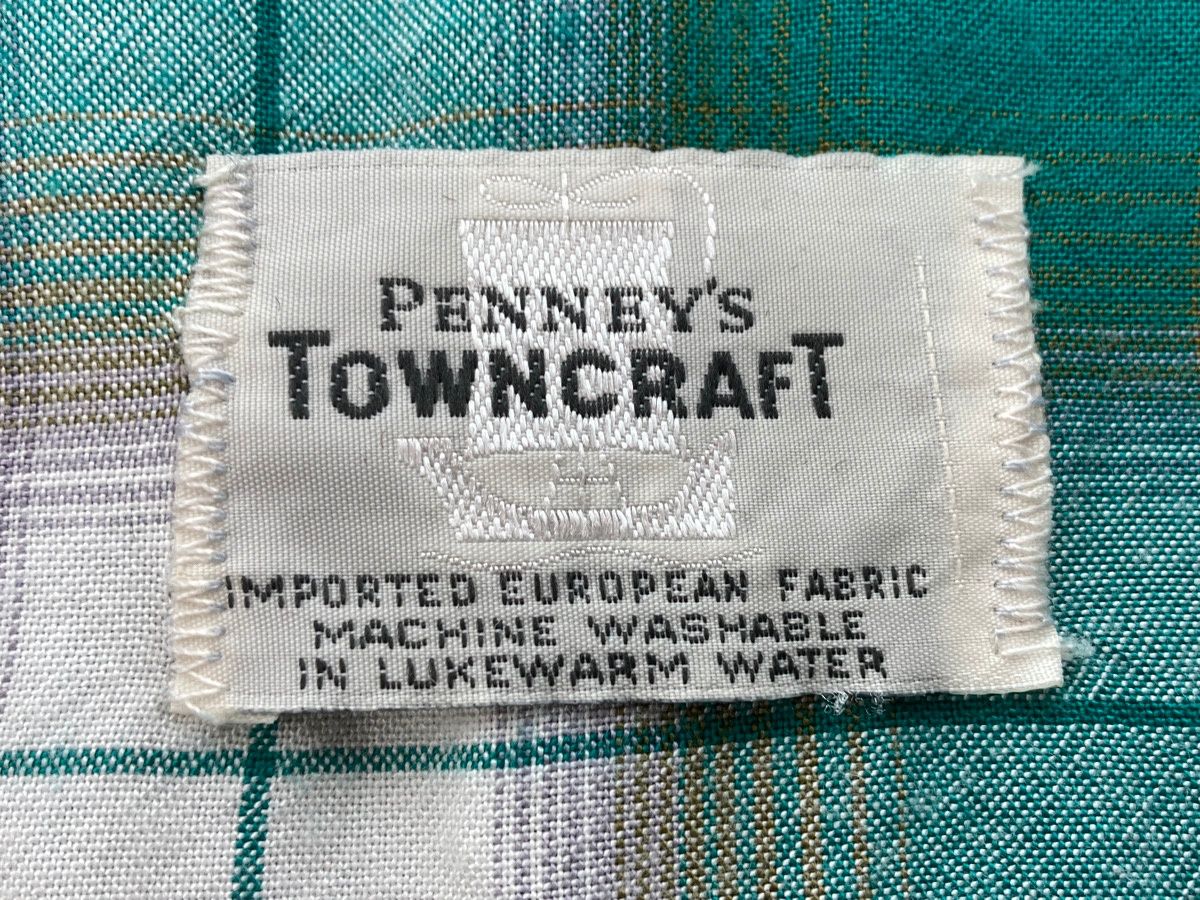 PENNEY'S
TOWNCRAFT
IMPORTED EUROPEAN FABRIC
MACHINE WASHABLE
IN LUKEWARM WATER